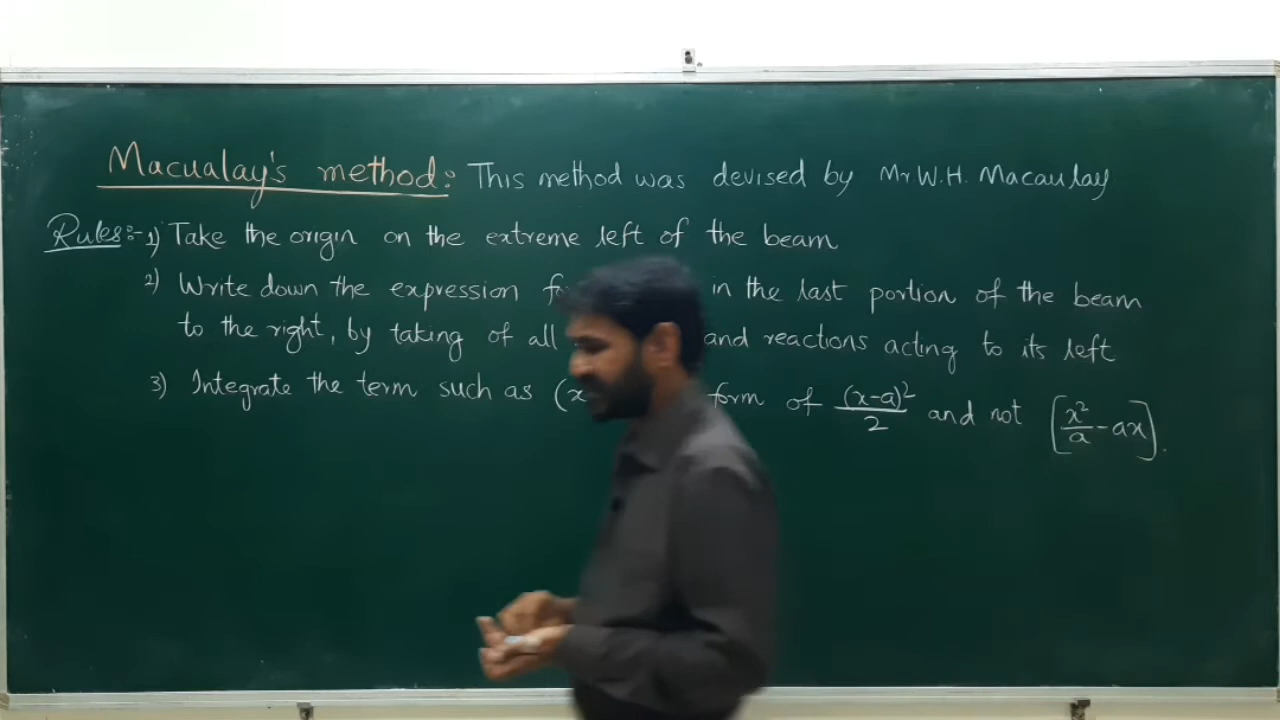 Macualay's method: This method was devised by Mr W.H. Macaulay
Rules:- 1) Take the origin on the extreme left of the beam
2) Write down the expression in the last portion of the beam
to the right, by taking of all and reactions acting to its left
3) Integrate the term such as (x form of (x-a)²/2 and not [x²/a - ax].